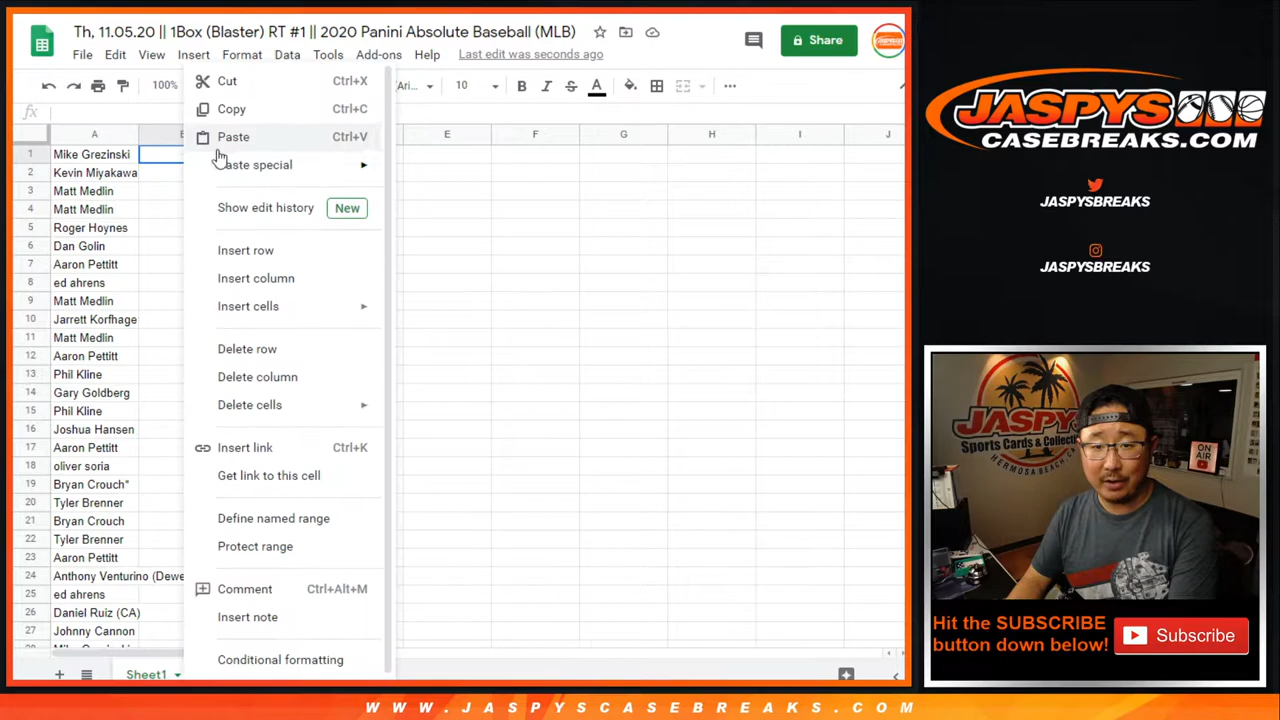 Th, 11.05.20 || 1Box (Blaster) RT #1 || 2020 Panini Absolute Baseball (MLB)
File Edit View Insert Format Data Tools Add-ons Help Last edit was seconds ago
Share
100% (Ari... 10 B I S A
fx
A E F G H I J
1 Mike Grezinski
2 Kevin Miyakawa
3 Matt Medlin
4 Matt Medlin
5 Roger Hoynes
6 Dan Golin
7 Aaron Pettitt
8 ed ahrens
9 Matt Medlin
10 Jarrett Korfhage
11 Matt Medlin
12 Aaron Pettitt
13 Phil Kline
14 Gary Goldberg
15 Phil Kline
16 Joshua Hansen
17 Aaron Pettitt
18 oliver soria
19 Bryan Crouch*
20 Tyler Brenner
21 Bryan Crouch
22 Tyler Brenner
23 Aaron Pettitt
24 Anthony Venturino (Dewe
25 ed ahrens
26 Daniel Ruiz (CA)
27 Johnny Cannon
Cut Ctrl+X
Copy Ctrl+C
Paste Ctrl+V
Paste special
Show edit history New
Insert row
Insert column
Insert cells
Delete row
Delete column
Delete cells
Insert link Ctrl+K
Get link to this cell
Define named range
Protect range
Comment Ctrl+Alt+M
Insert note
Conditional formatting
Sheet1
JASPYS
CASEBREAKS.COM
JASPYSBREAKS
JASPYSBREAKS
JASPYS
Sports Cards & Collectib
HERMOSA BEACH, CA
ON AIR
Hit the SUBSCRIBE
button down below!
Subscribe
WWW.JASPYSCASEBREAKS.COM